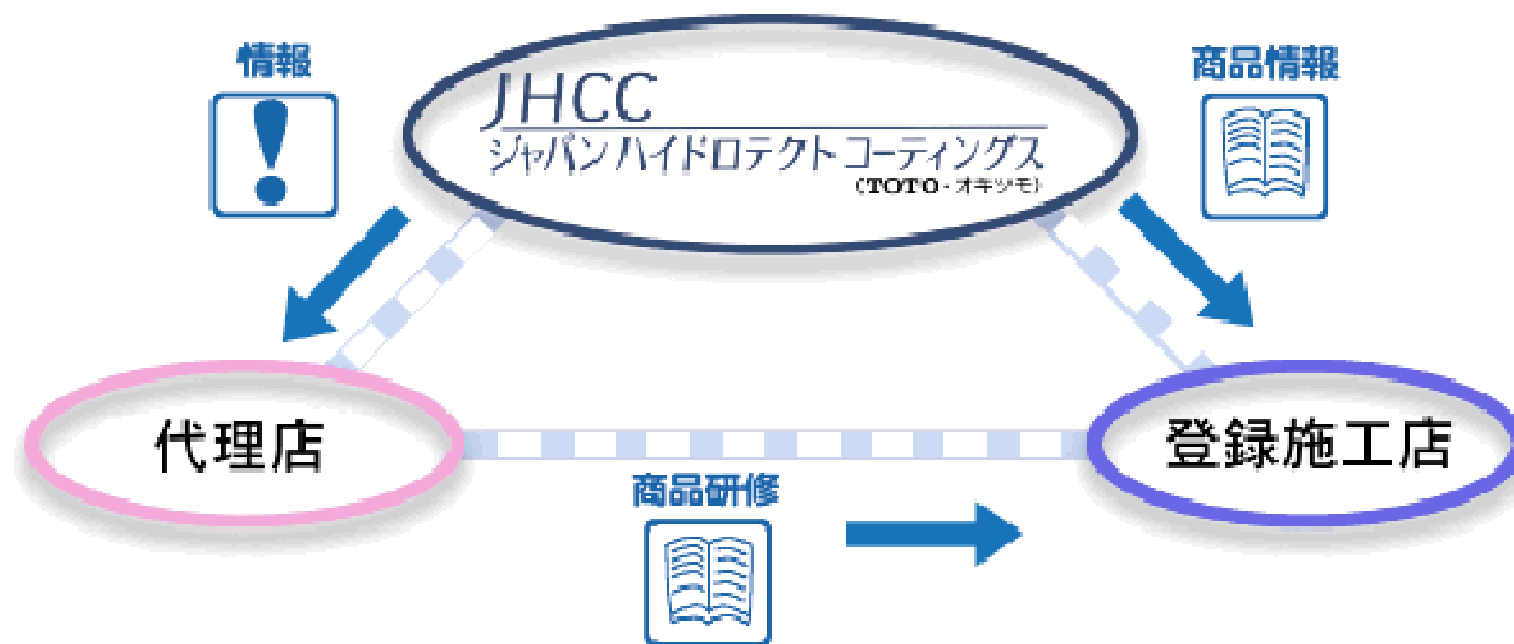 情報
商品情報
JHCC
ジャパンハイドロテクトコーティングス
(TOTO・オキツモ)
代理店
登録施工店
商品研修